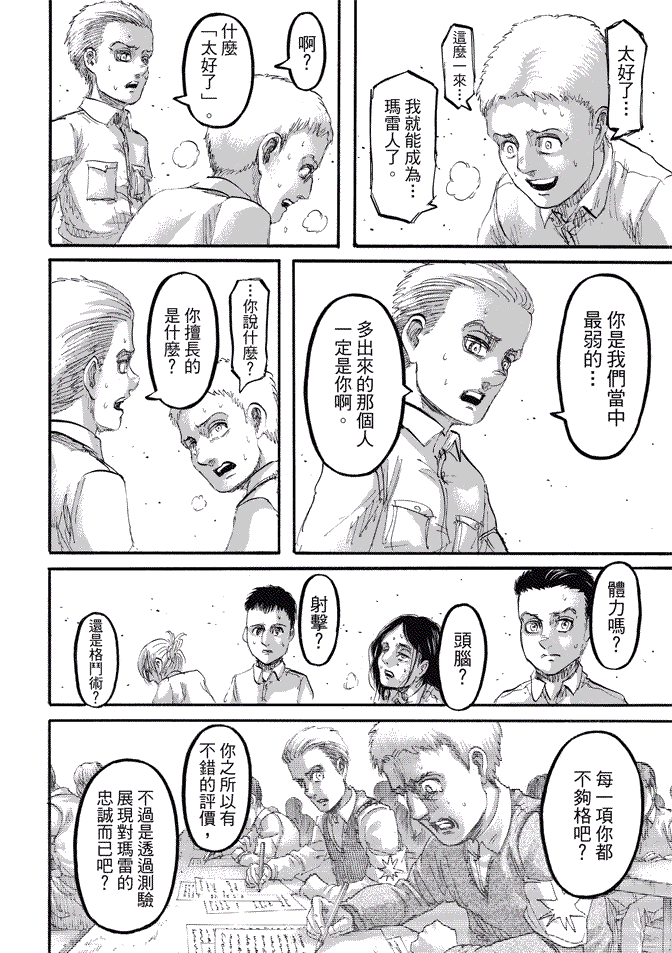 太好了…
這麼一來…
我就能成為…
瑪雷人了。
啊？
什麼
「太好了」。
你是我們當中
最弱的…
多出來的那個人
一定是你啊。
…你說什麼？
你擅長的
是什麼？
體力嗎？
頭腦？
射擊？
還是格鬥術？
每一項你都
不夠格吧？
你之所以有
不錯的評價，
不過是透過測驗
展現對瑪雷的
忠誠而已吧？